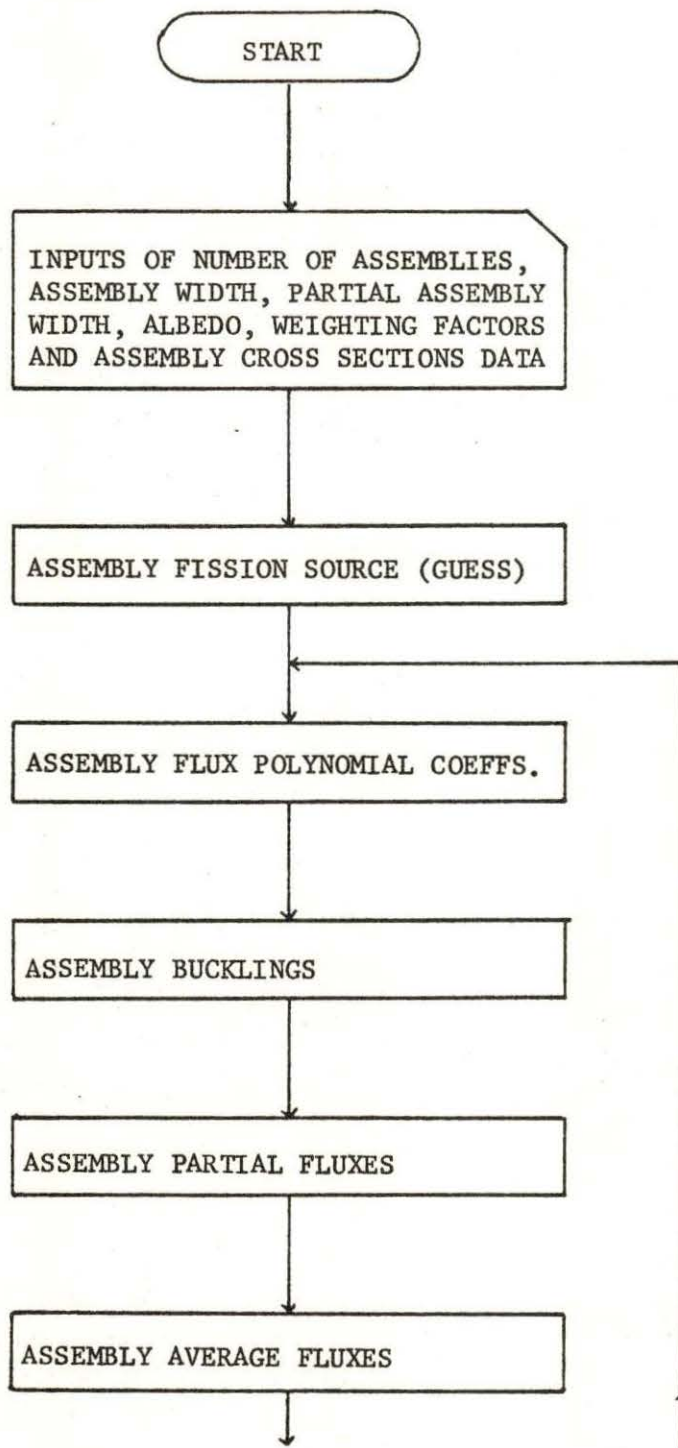 START
INPUTS OF NUMBER OF ASSEMBLIES,
ASSEMBLY WIDTH, PARTIAL ASSEMBLY
WIDTH, ALBEDO, WEIGHTING FACTORS
AND ASSEMBLY CROSS SECTIONS DATA
ASSEMBLY FISSION SOURCE (GUESS)
ASSEMBLY FLUX POLYNOMIAL COEFFS.
ASSEMBLY BUCKLINGS
ASSEMBLY PARTIAL FLUXES
ASSEMBLY AVERAGE FLUXES